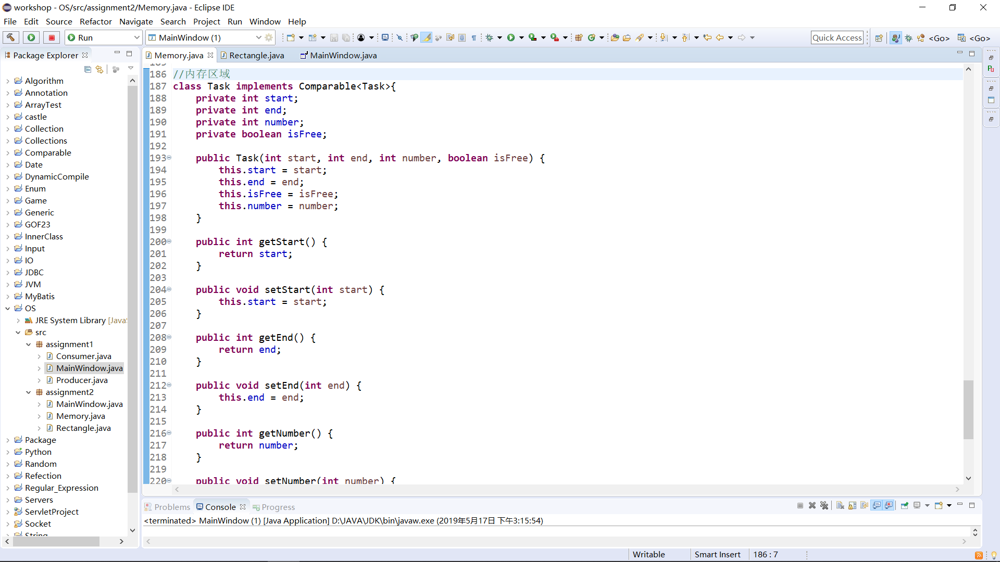 workshop - OS/src/assignment2/Memory.java - Eclipse IDE
File Edit Source Refactor Navigate Search Project Run Window Help
Run
MainWindow (1)
Quick Access
<Go>
<Go>
Package Explorer
Algorithm
Annotation
ArrayTest
castle
Collection
Collections
Comparable
Date
DynamicCompile
Enum
Game
Generic
GOF23
InnerClass
Input
IO
JDBC
JVM
MyBatis
OS
JRE System Library [Java
src
assignment1
Consumer.java
MainWindow.java
Producer.java
assignment2
MainWindow.java
Memory.java
Rectangle.java
Package
Python
Random
Refection
Regular_Expression
Servers
ServletProject
Socket
String
Memory.java Rectangle.java MainWindow.java
186 //内存区域
187 class Task implements Comparable<Task>{
188 private int start;
189 private int end;
190 private int number;
191 private boolean isFree;
192
193 public Task(int start, int end, int number, boolean isFree) {
194 this.start = start;
195 this.end = end;
196 this.isFree = isFree;
197 this.number = number;
198 }
199
200 public int getStart() {
201 return start;
202 }
203
204 public void setStart(int start) {
205 this.start = start;
206 }
207
208 public int getEnd() {
209 return end;
210 }
211
212 public void setEnd(int end) {
213 this.end = end;
214 }
215
216 public int getNumber() {
217 return number;
218 }
219
220 public void setNumber(int number) {
Problems Console Progress
<terminated> MainWindow (1) [Java Application] D:\JAVA\JDK\bin\javaw.exe (2019年5月17日 下午3:15:54)
Writable Smart Insert 186 : 7